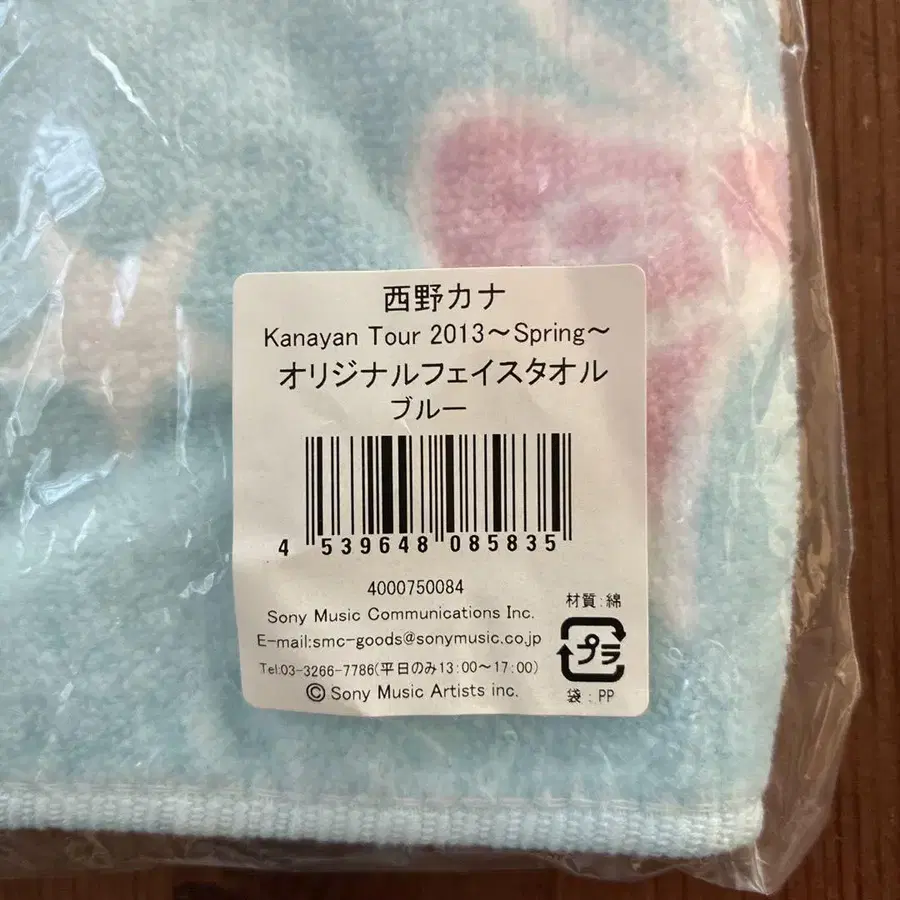 西野カナ
Kanayan Tour 2013～Spring～
オリジナルフェイスタオル
ブルー
4 539648 085835
4000750084
Sony Music Communications Inc.
E-mail:smc-goods@sonymusic.co.jp
Tel:03-3266-7786(平日のみ13:00～17:00)
© Sony Music Artists inc.
材質:綿
プラ
袋:PP